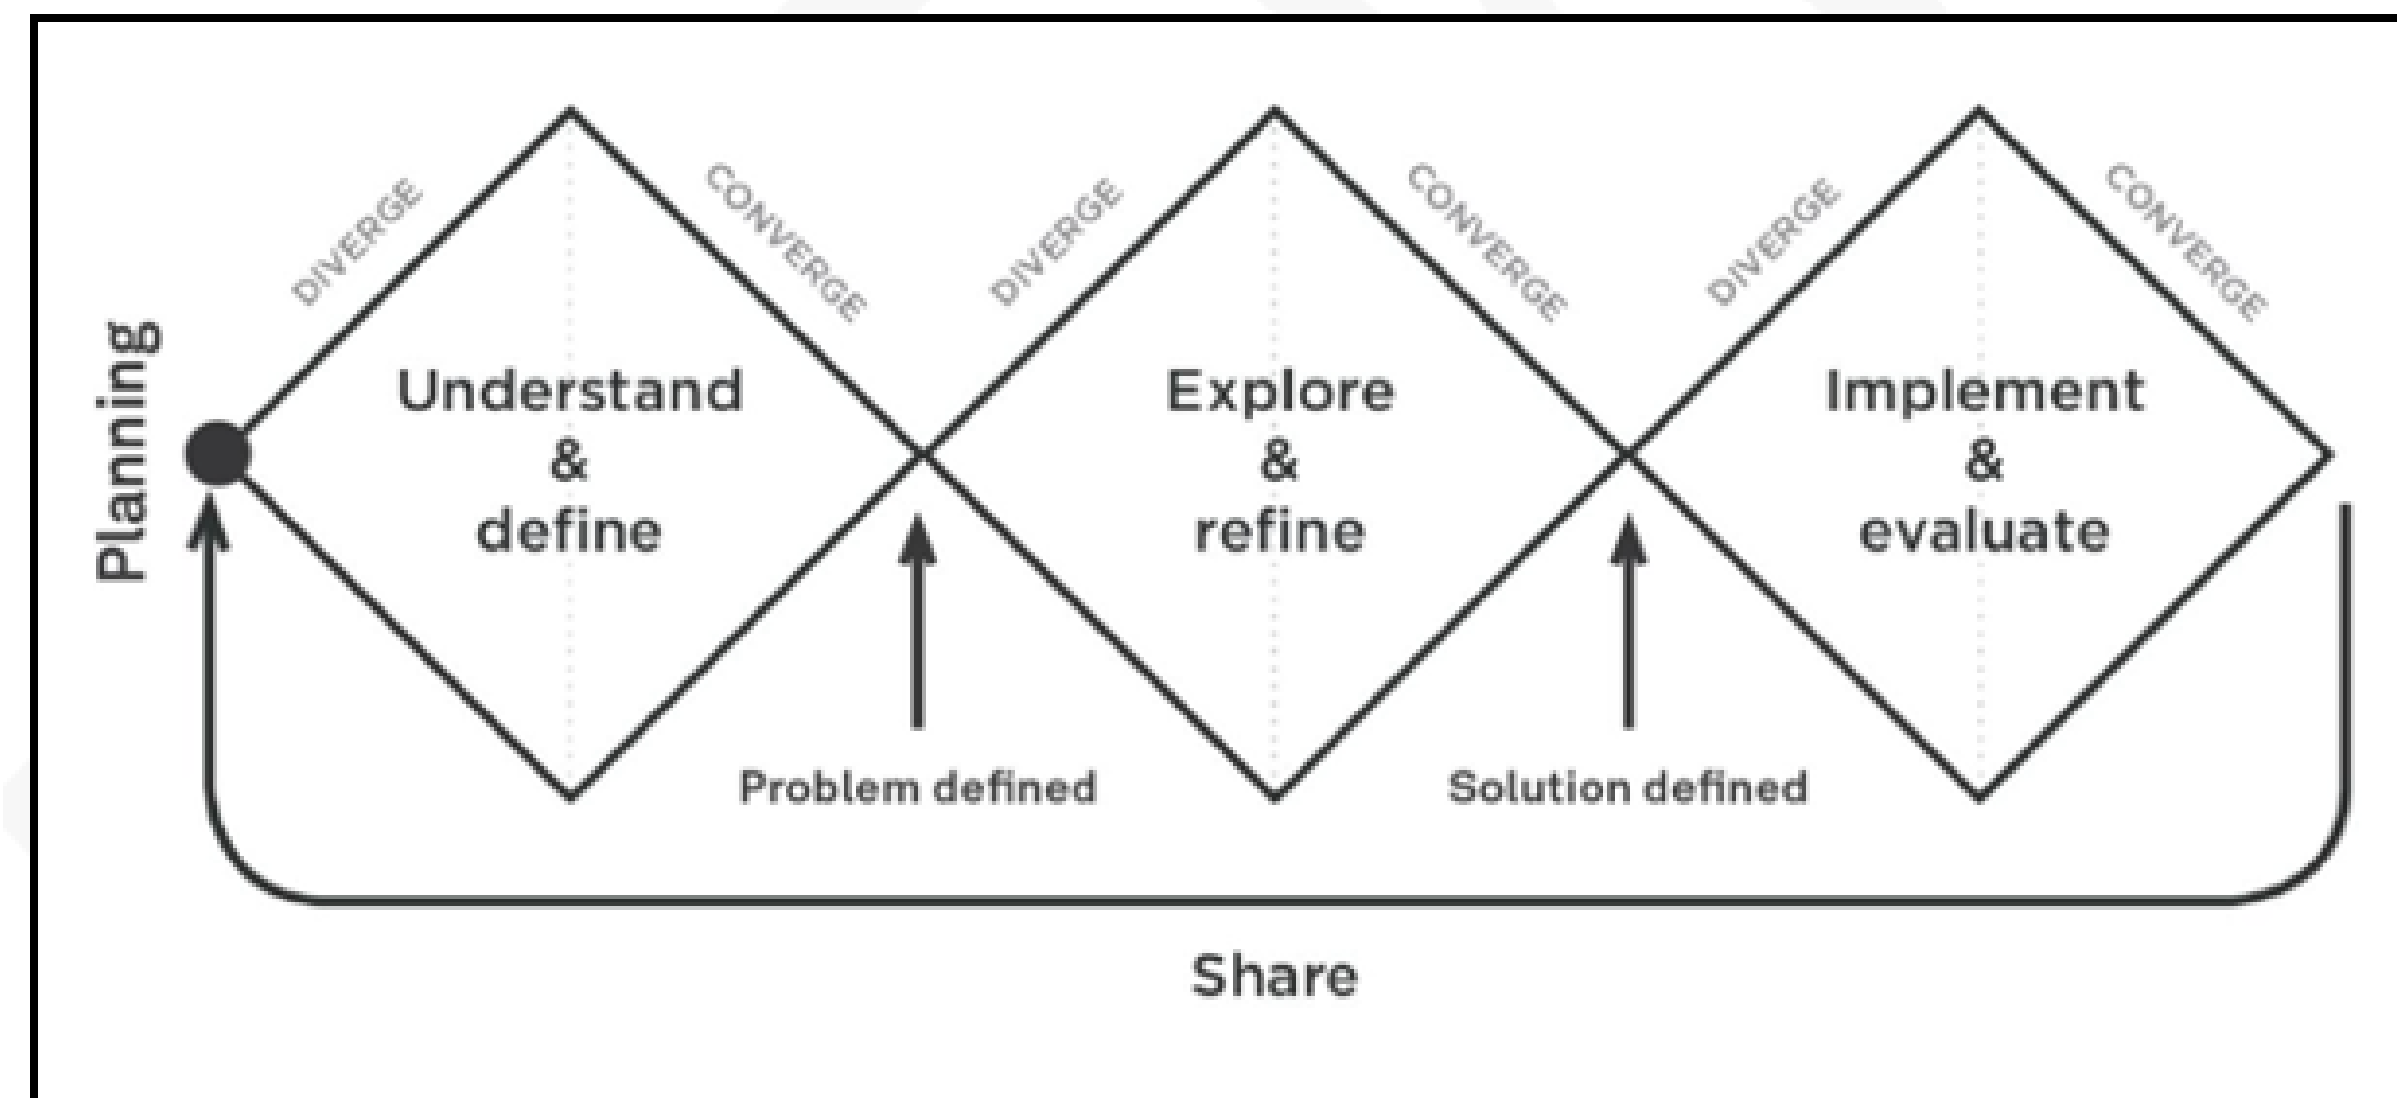 DIVERGE
CONVERGE
DIVERGE
CONVERGE
DIVERGE
CONVERGE
Planning
Understand
&
define
Explore
&
refine
Implement
&
evaluate
Problem defined
Solution defined
Share